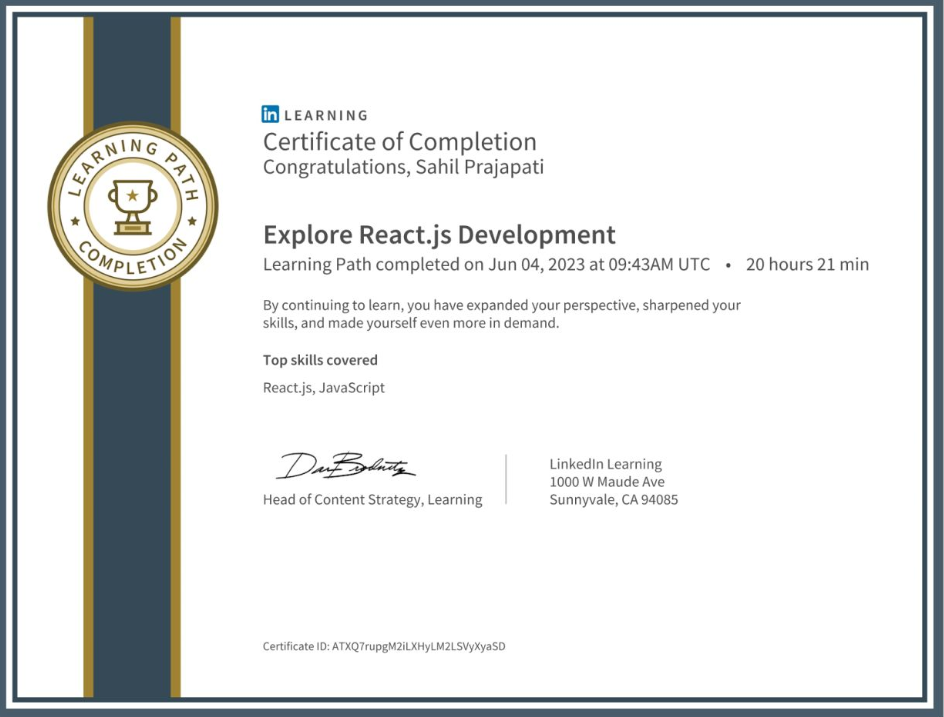 LEARNING PATH
COMPLETION
in LEARNING
Certificate of Completion
Congratulations, Sahil Prajapati
Explore React.js Development
Learning Path completed on Jun 04, 2023 at 09:43AM UTC • 20 hours 21 min
By continuing to learn, you have expanded your perspective, sharpened your
skills, and made yourself even more in demand.
Top skills covered
React.js, JavaScript
Head of Content Strategy, Learning
LinkedIn Learning
1000 W Maude Ave
Sunnyvale, CA 94085
Certificate ID: ATXQ7rupgM2iLXHyLM2LSVyXyaSD